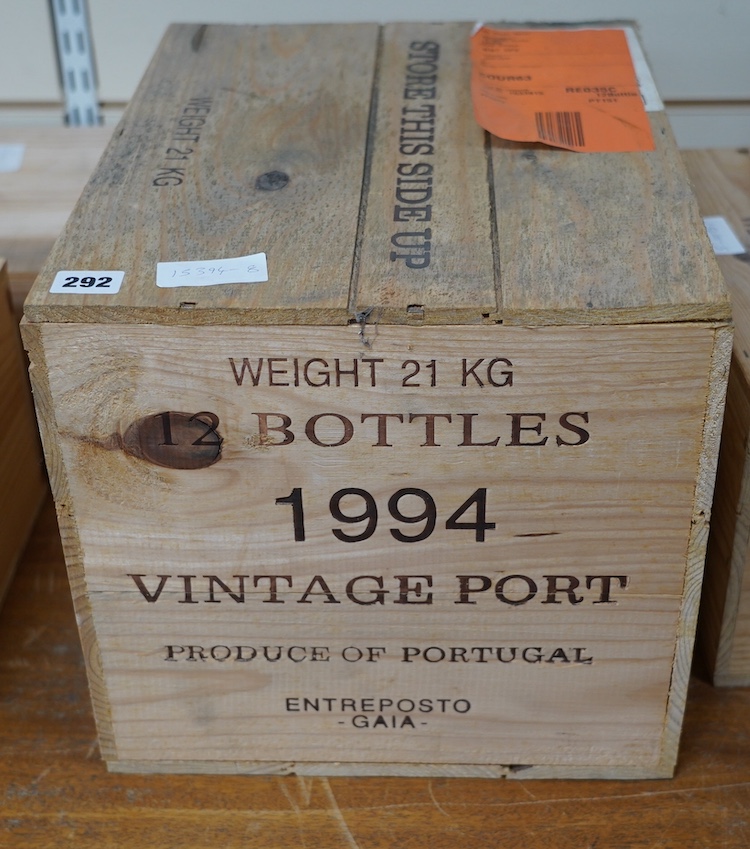 WEIGHT 21 KG
STORE THIS SIDE UP
292
WEIGHT 21 KG
12 BOTTLES
1994
VINTAGE PORT
PRODUCE OF PORTUGAL
ENTREPOSTO
-GAIA-